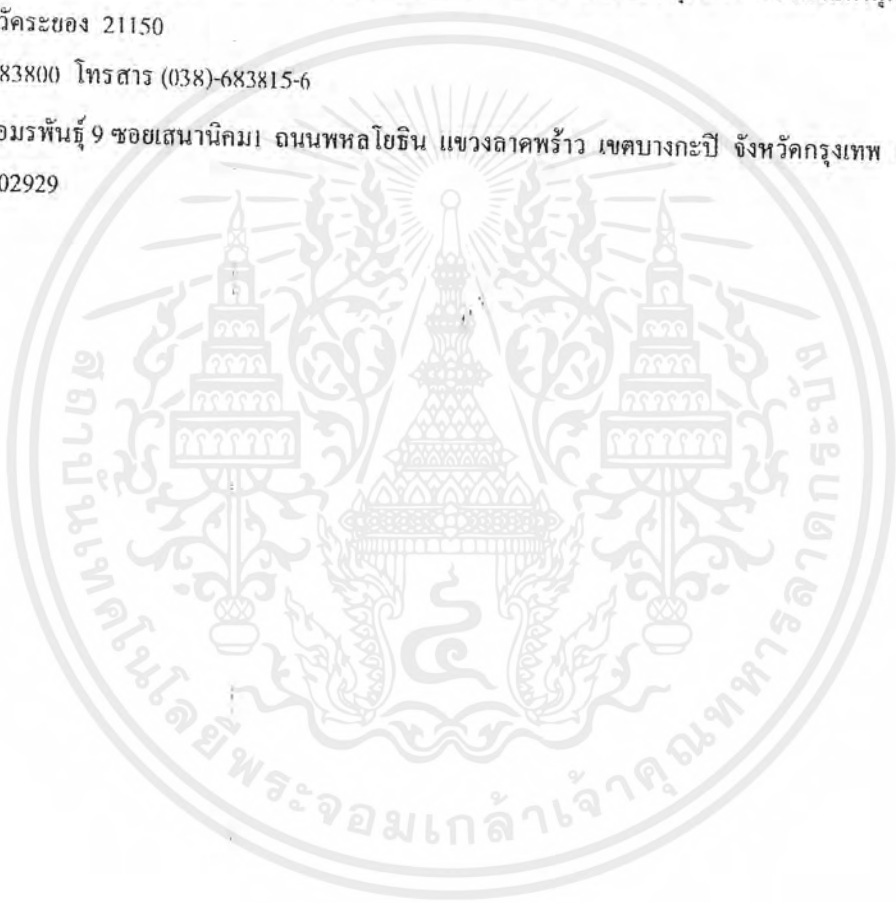 วัดระยอง 21150
83800 โทรสาร (038)-683815-6
อมรพันธุ์ 9 ซอยเสนานิคม1 ถนนพหลโยธิน แขวงลาดพร้าว เขตบางกะปิ จังหวัดกรุงเทพ
02929
สถาบันเทคโนโลยีพระจอมเกล้าเจ้าคุณทหารลาดกระบัง